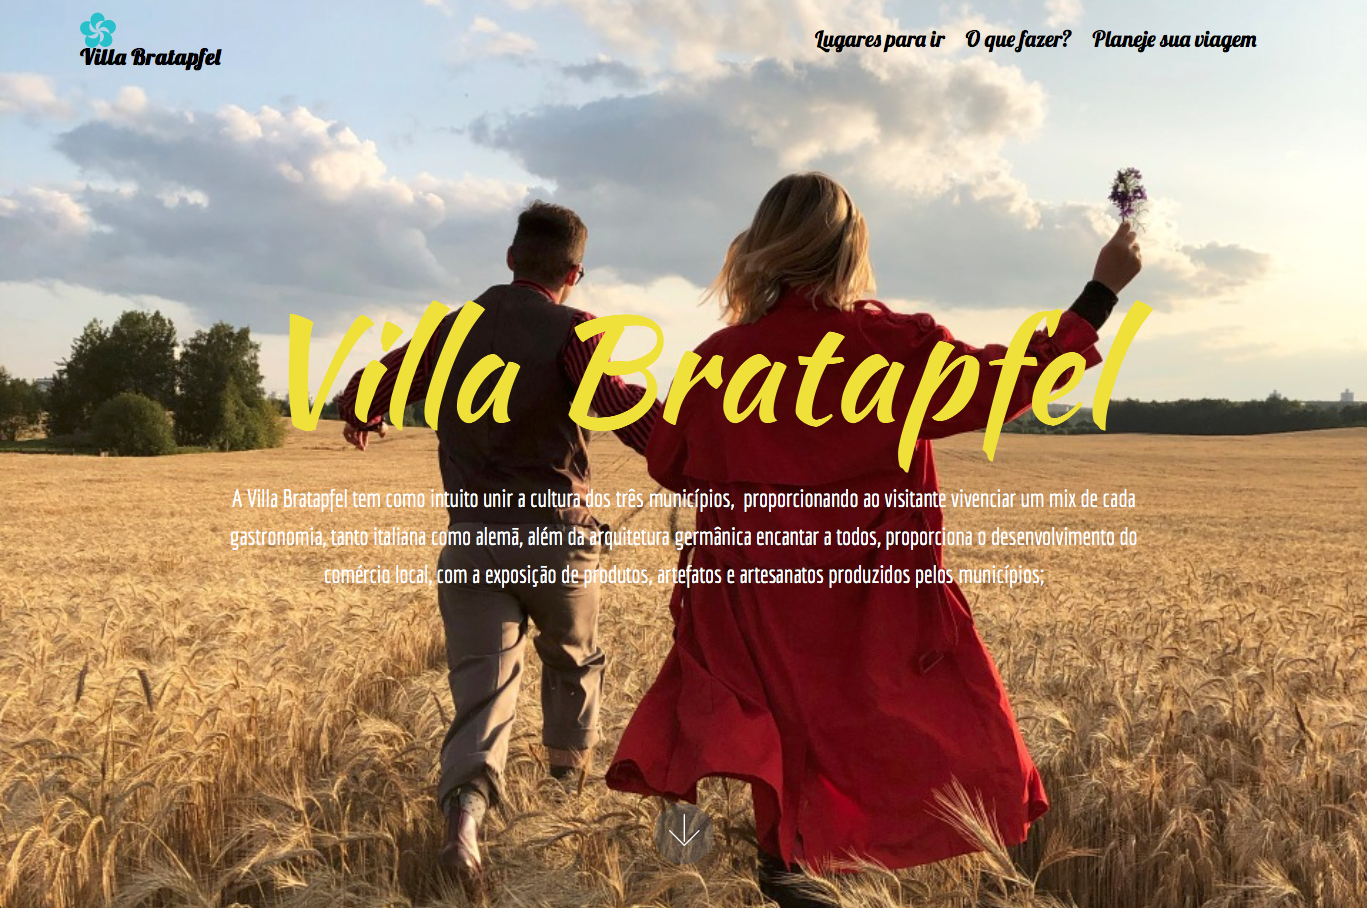 Villa Bratapfel
Lugares para ir O que fazer? Planeje sua viagem
Villa Bratapfel
A Villa Bratapfel tem como intuito unir a cultura dos três municípios, proporcionando ao visitante vivenciar um mix de cada
gastronomia, tanto italiana como alemã, além da arquitetura germânica encantar a todos, proporciona o desenvolvimento do
comércio local, com a exposição de produtos, artefatos e artesanatos produzidos pelos municípios;